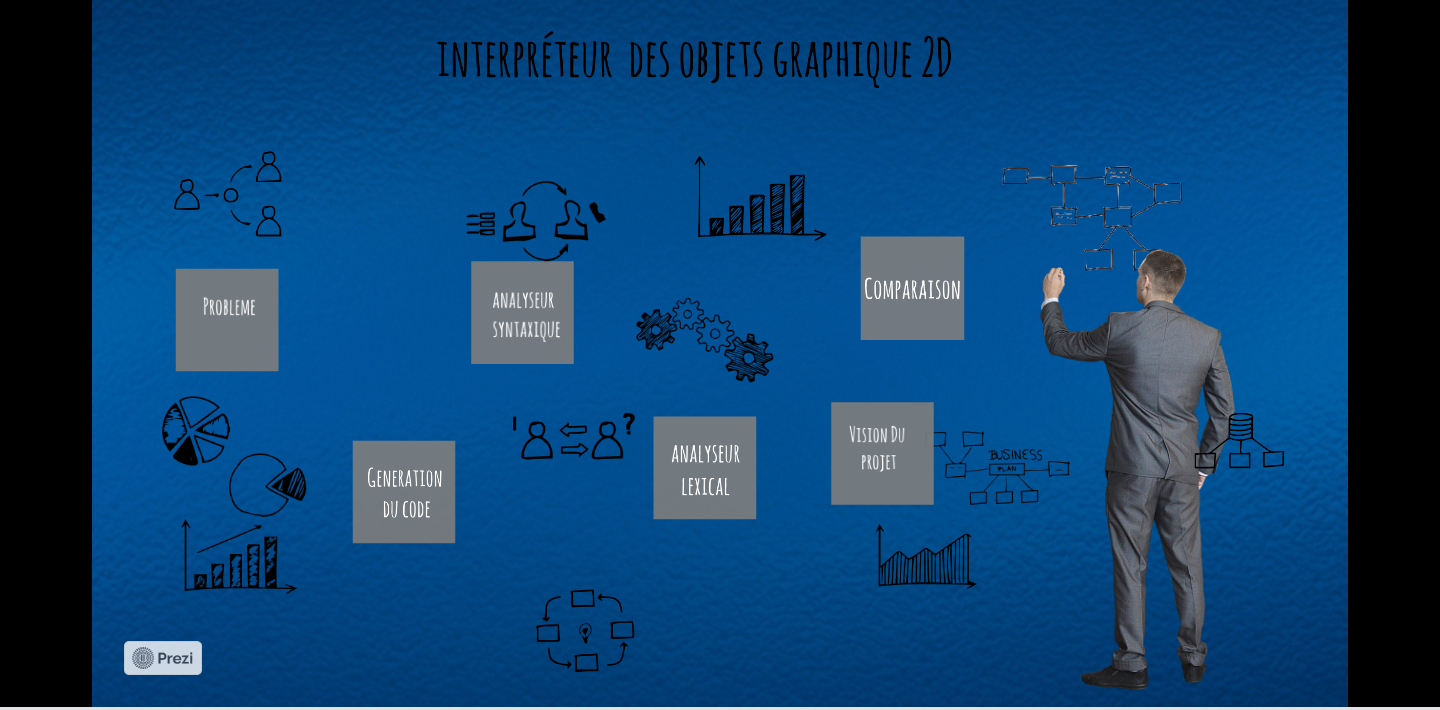 INTERPRÉTEUR DES OBJETS GRAPHIQUE 2D
PROBLEME
ANALYSEUR
SYNTAXIQUE
COMPARAISON
GENERATION
DU CODE
! ?
ANALYSEUR
LEXICAL
VISION DU
PROJET
BUSINESS
PLAN
Prezi